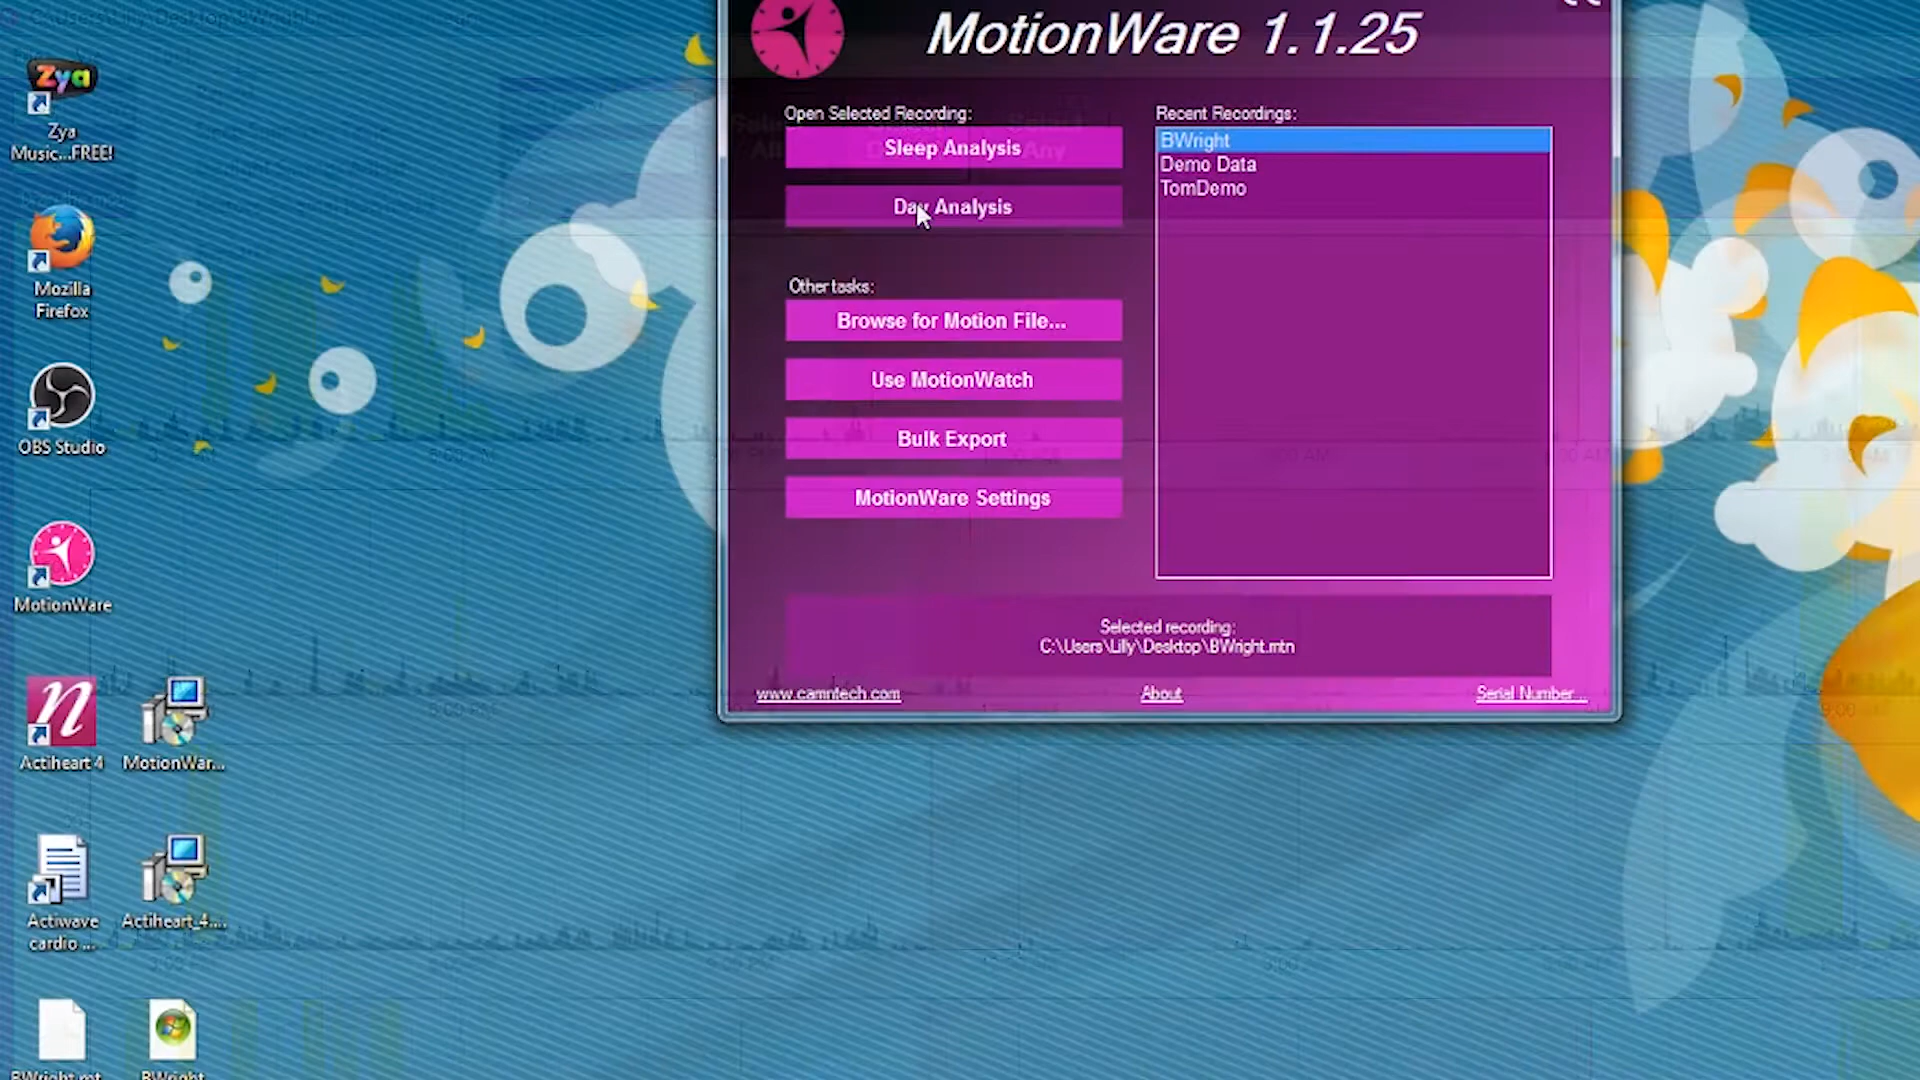 MotionWare 1.1.25
Open Selected Recording:
Sleep Analysis
Day Analysis
Other tasks:
Browse for Motion File...
Use MotionWatch
Bulk Export
MotionWare Settings
Recent Recordings:
BWright
Demo Data
TomDemo
Selected recording:
C:\Users\Lilly\Desktop\BWright.mtn
www.camntech.com
About
Serial Number...
Zya
Zya
Music...FREE!
Mozilla
Firefox
OBS Studio
MotionWare
n
Actiheart 4
MotionWar...
Actiwave
cardio ...
Actiheart_4....
BWright.mt
BWright